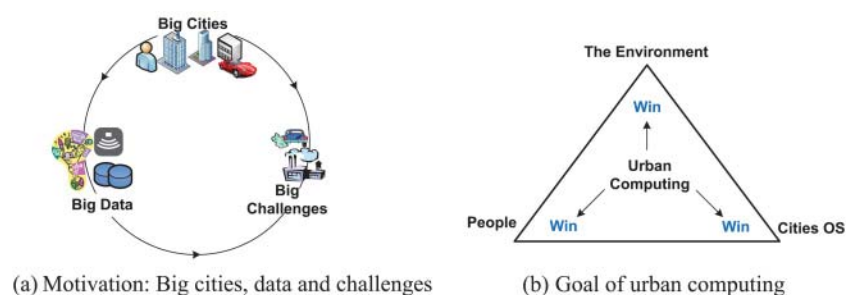 Big Cities
Big Data
Big
Challenges
(a) Motivation: Big cities, data and challenges
The Environment
Win
Urban
Computing
People
Win
Win
Cities OS
(b) Goal of urban computing